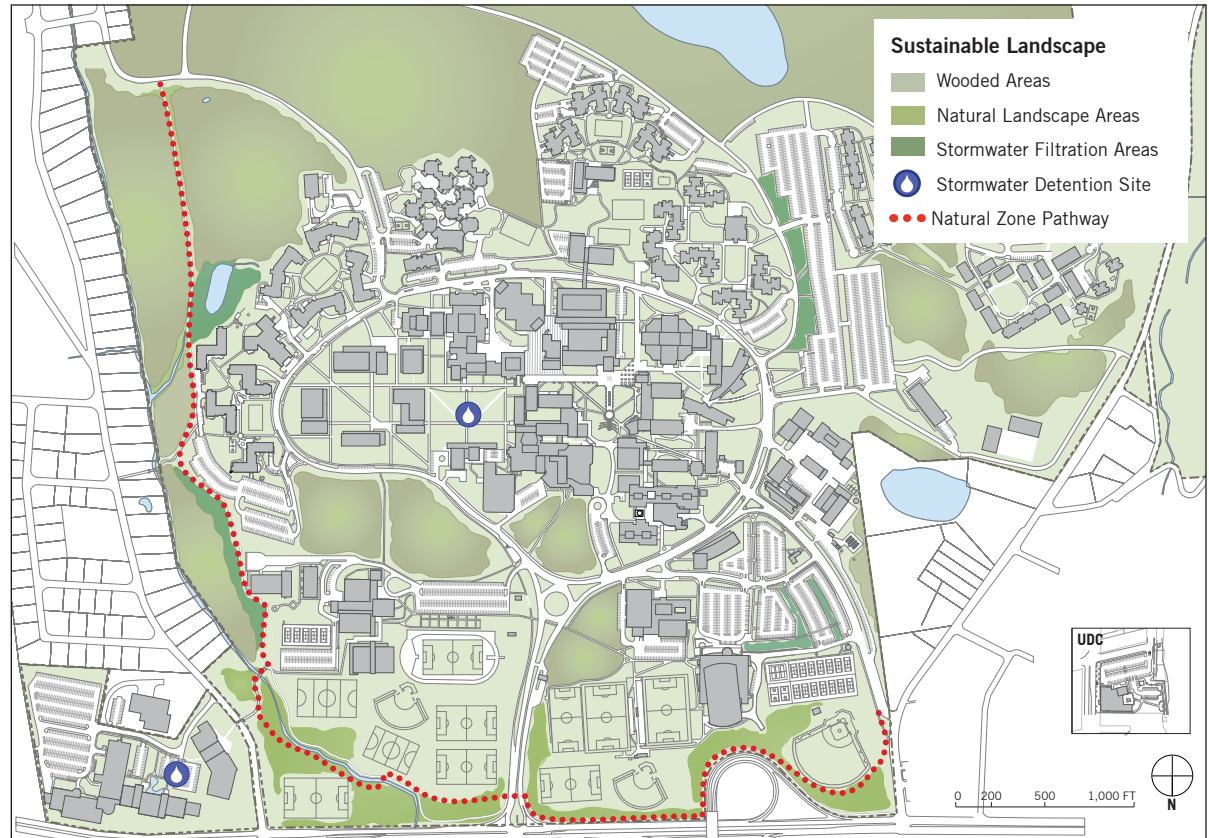 Sustainable Landscape
Wooded Areas
Natural Landscape Areas
Stormwater Filtration Areas
Stormwater Detention Site
Natural Zone Pathway
UDC
0 200 500 1,000 FT
N